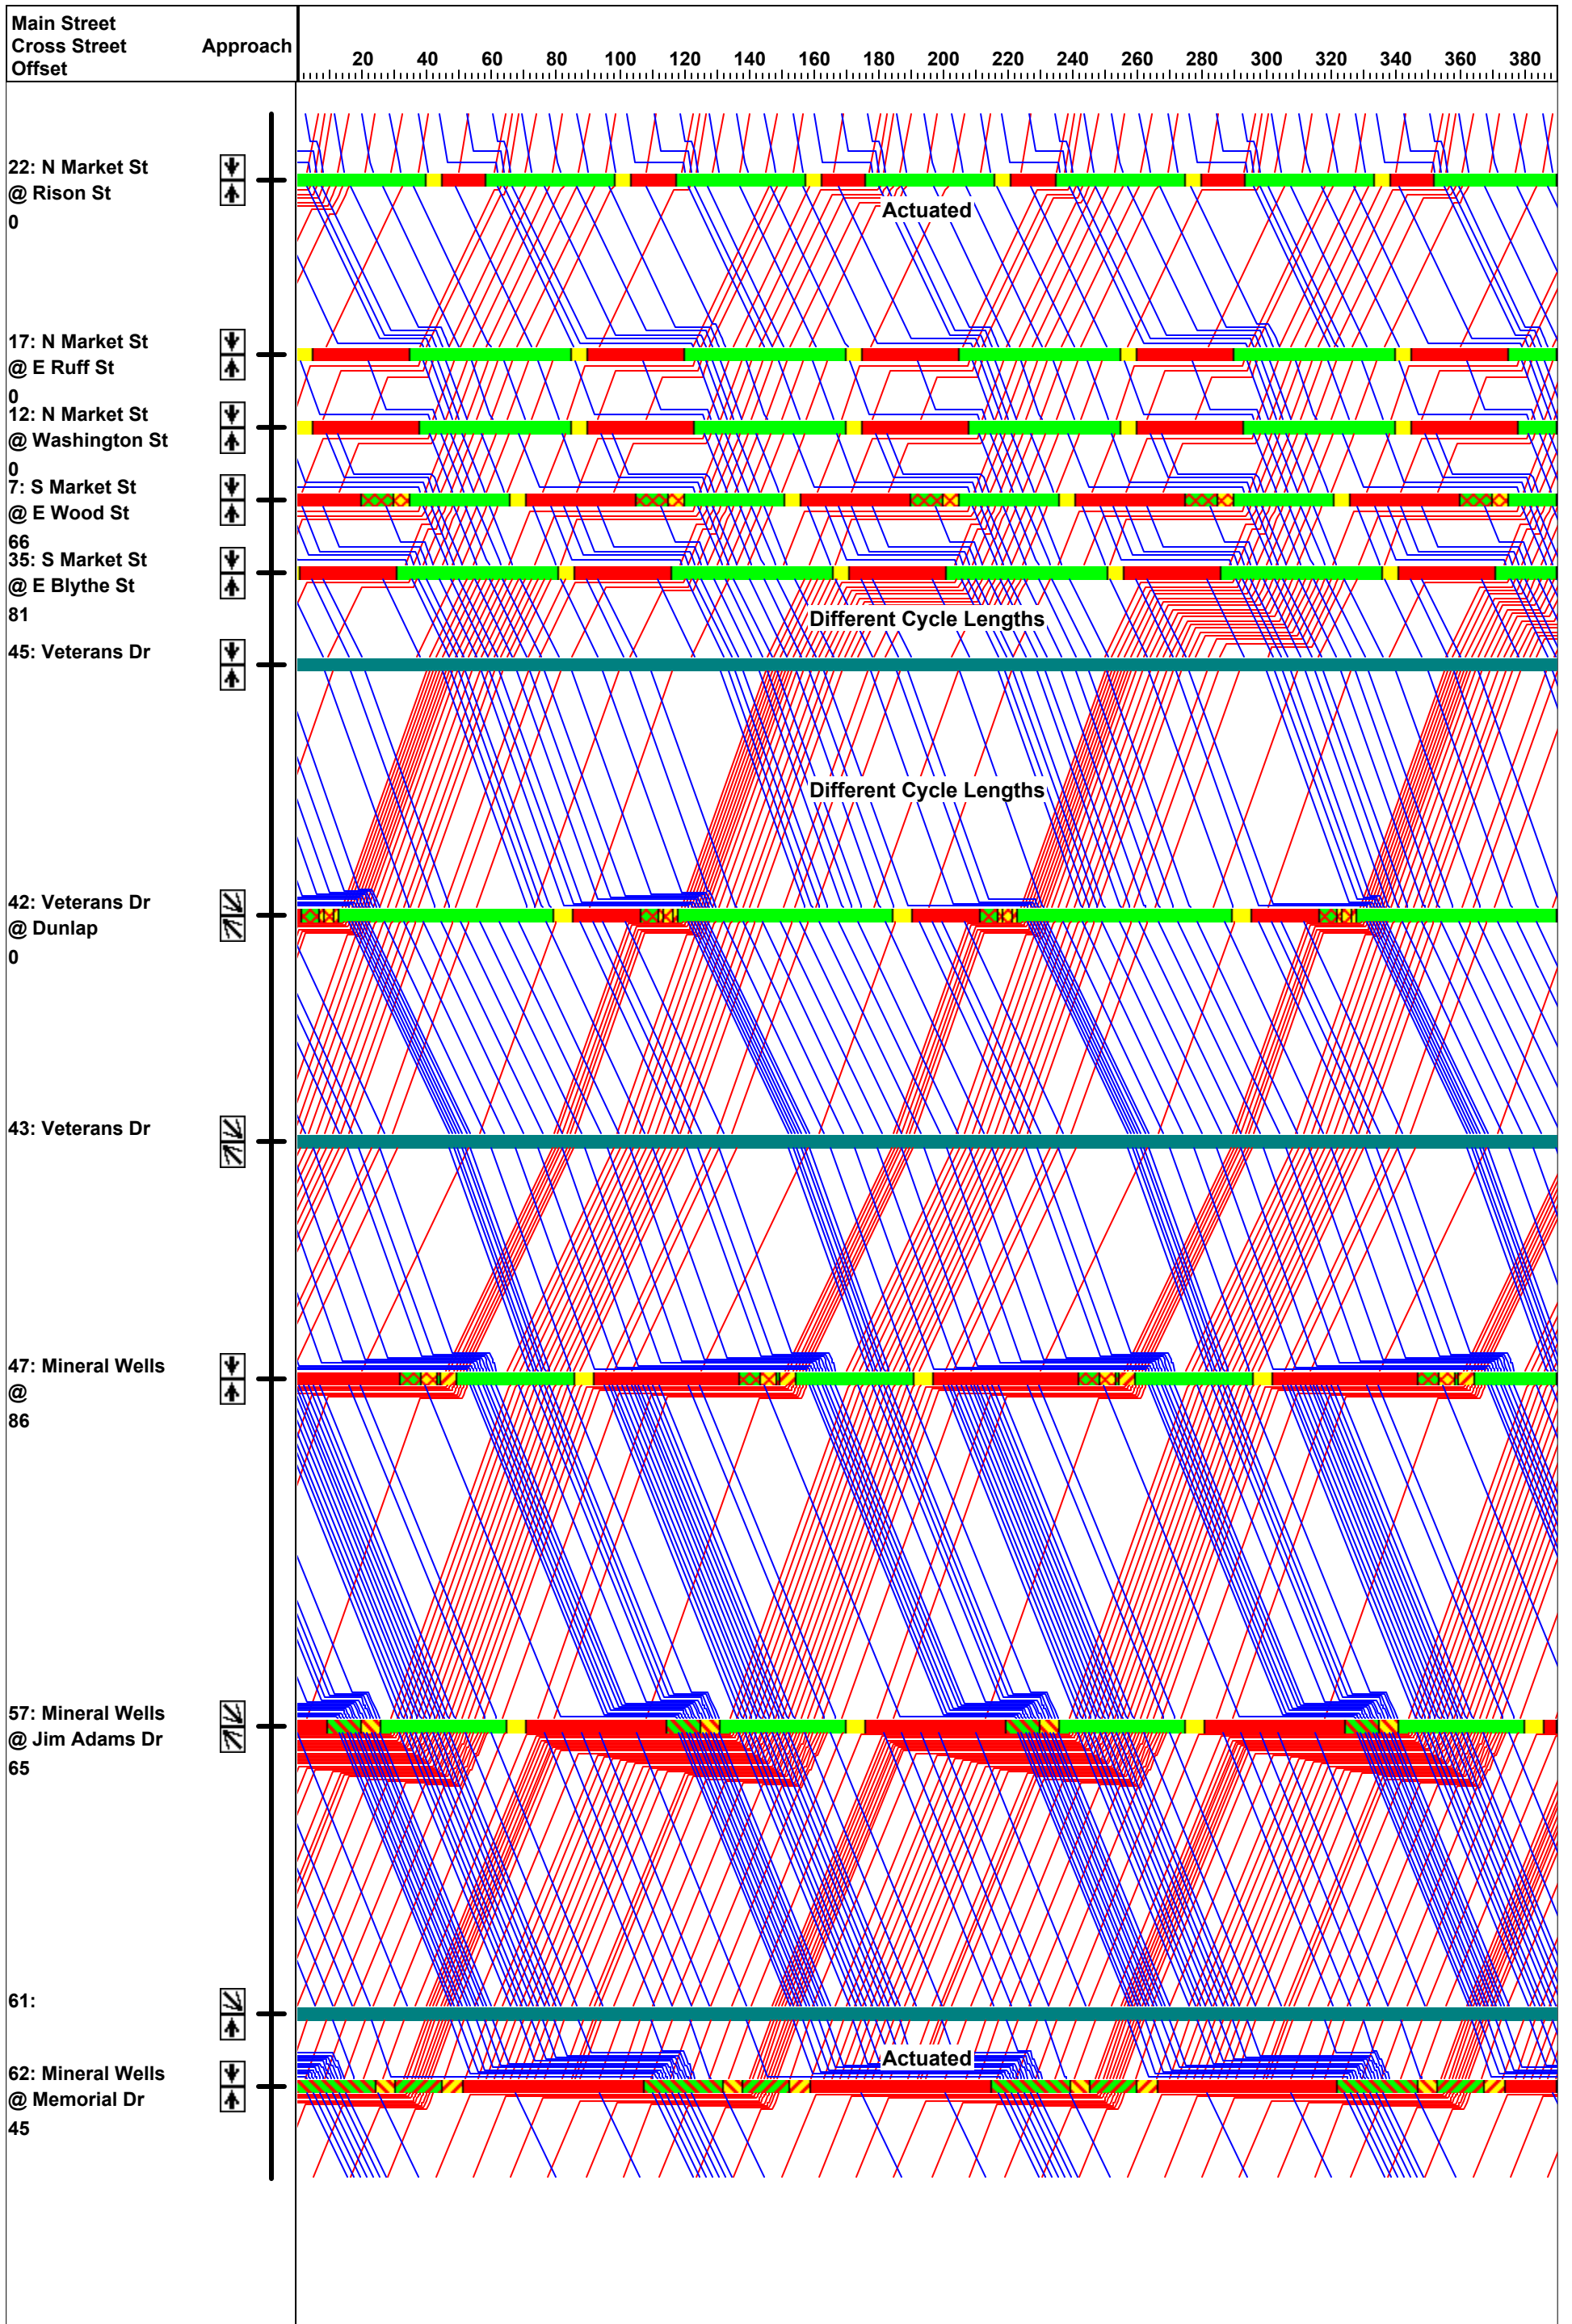 Main Street
Cross Street Approach
Offset
20 40 60 80 100 120 140 160 180 200 220 240 260 280 300 320 340 360 380
22: N Market St
@ Rison St
0
Actuated
17: N Market St
@ E Ruff St
0
12: N Market St
@ Washington St
0
7: S Market St
@ E Wood St
66
35: S Market St
@ E Blythe St
81
Different Cycle Lengths
45: Veterans Dr
Different Cycle Lengths
42: Veterans Dr
@ Dunlap
0
43: Veterans Dr
47: Mineral Wells
@
86
57: Mineral Wells
@ Jim Adams Dr
65
61:
Actuated
62: Mineral Wells
@ Memorial Dr
45